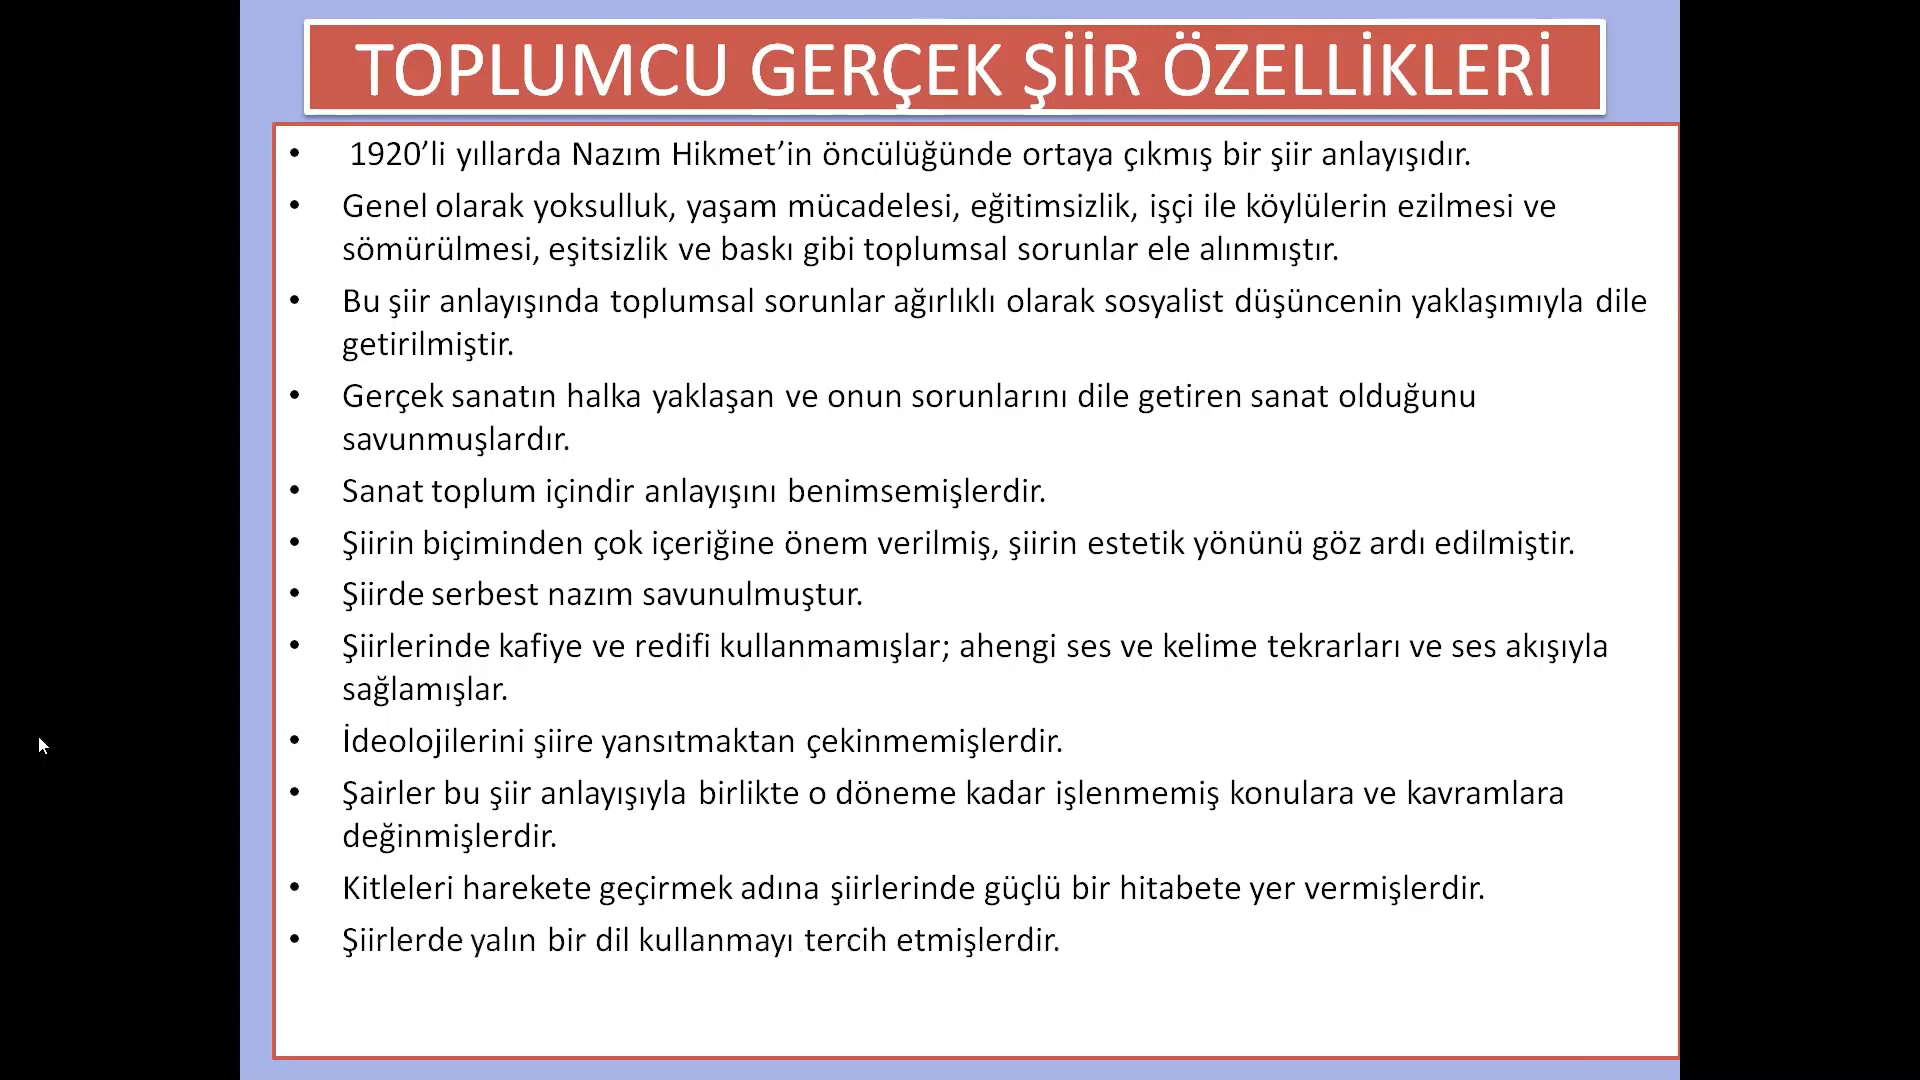 TOPLUMCU GERÇEK ŞİİR ÖZELLİKLERİ
• 1920’li yıllarda Nazım Hikmet’in öncülüğünde ortaya çıkmış bir şiir anlayışıdır.
• Genel olarak yoksulluk, yaşam mücadelesi, eğitimsizlik, işçi ile köylülerin ezilmesi ve
sömürülmesi, eşitsizlik ve baskı gibi toplumsal sorunlar ele alınmıştır.
• Bu şiir anlayışında toplumsal sorunlar ağırlıklı olarak sosyalist düşüncenin yaklaşımıyla dile
getirilmiştir.
• Gerçek sanatın halka yaklaşan ve onun sorunlarını dile getiren sanat olduğunu
savunmuşlardır.
• Sanat toplum içindir anlayışını benimsemişlerdir.
• Şiirin biçiminden çok içeriğine önem verilmiş, şiirin estetik yönünü göz ardı edilmiştir.
• Şiirde serbest nazım savunulmuştur.
• Şiirlerinde kafiye ve redifi kullanmamışlar; ahengi ses ve kelime tekrarları ve ses akışıyla
sağlamışlar.
• İdeolojilerini şiire yansıtmaktan çekinmemişlerdir.
• Şairler bu şiir anlayışıyla birlikte o döneme kadar işlenmemiş konulara ve kavramlara
değinmişlerdir.
• Kitleleri harekete geçirmek adına şiirlerinde güçlü bir hitabete yer vermişlerdir.
• Şiirlerde yalın bir dil kullanmayı tercih etmişlerdir.